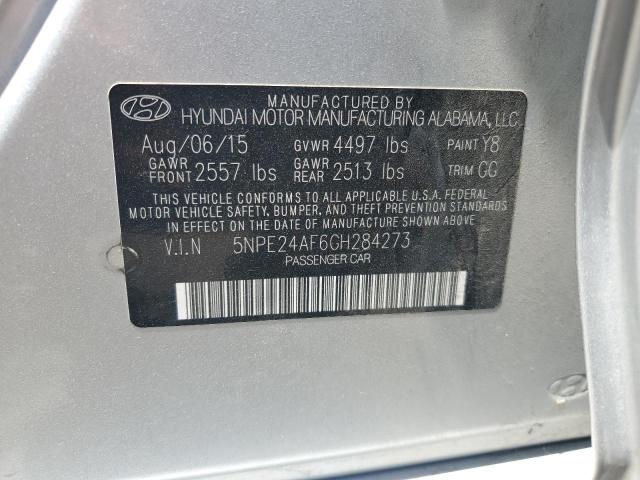 MANUFACTURED BY
HYUNDAI MOTOR MANUFACTURING ALABAMA, LLC.
Aug/06/15 GVWR 4497 lbs PAINT Y8
GAWR FRONT 2557 lbs GAWR REAR 2513 lbs TRIM GG
THIS VEHICLE CONFORMS TO ALL APPLICABLE U.S.A. FEDERAL
MOTOR VEHICLE SAFETY, BUMPER, AND THEFT PREVENTION STANDARDS
IN EFFECT ON THE DATE OF MANUFACTURE SHOWN ABOVE.
V.I.N 5NPE24AF6GH284273
PASSENGER CAR